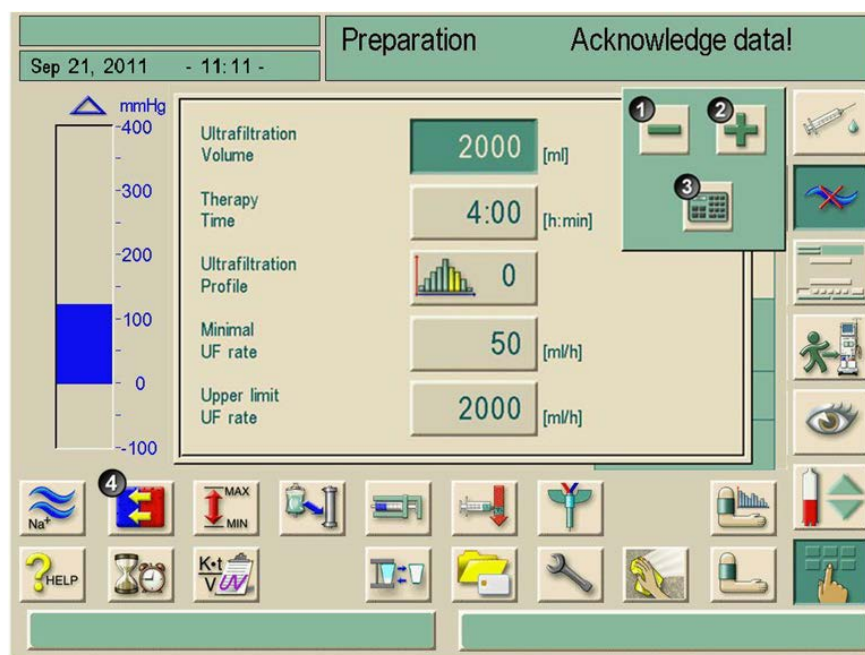 Preparation Acknowledge data!
Sep 21, 2011 - 11:11 -
mmHg
400
300
200
100
0
-100
Ultrafiltration
Volume
2000 [ml]
Therapy
Time
4:00 [h:min]
Ultrafiltration
Profile
0
Minimal
UF rate
50 [ml/h]
Upper limit
UF rate
2000 [ml/h]
1
2
3
4
Na+
MAX
MIN
HELP
K•t
V
UV